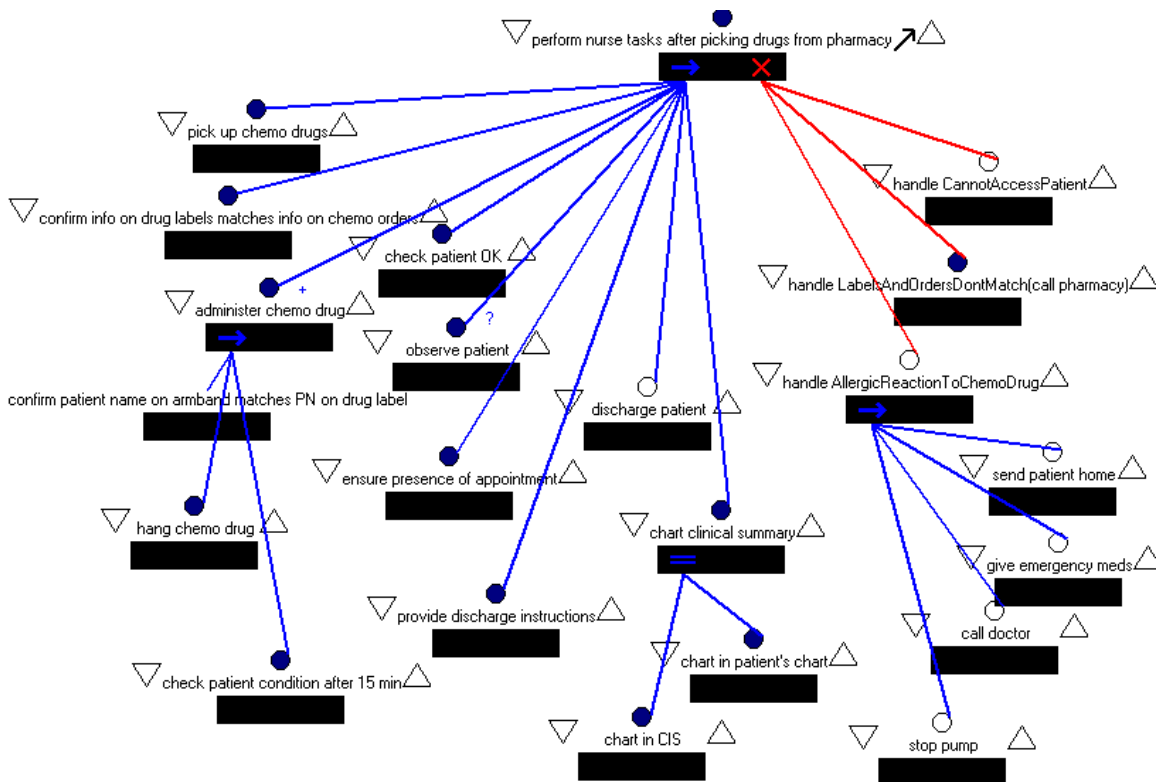 perform nurse tasks after picking drugs from pharmacy
pick up chemo drugs
handle CannotAccessPatient
confirm info on drug labels matches info on chemo orders
check patient OK
handle LabelsAndOrdersDontMatch(call pharmacy)
+
administer chemo drug
?
observe patient
handle AllergicReactionToChemoDrug
confirm patient name on armband matches PN on drug label
discharge patient
ensure presence of appointment
send patient home
hang chemo drug
chart clinical summary
give emergency meds
provide discharge instructions
call doctor
check patient condition after 15 min
chart in patient's chart
chart in CIS
stop pump